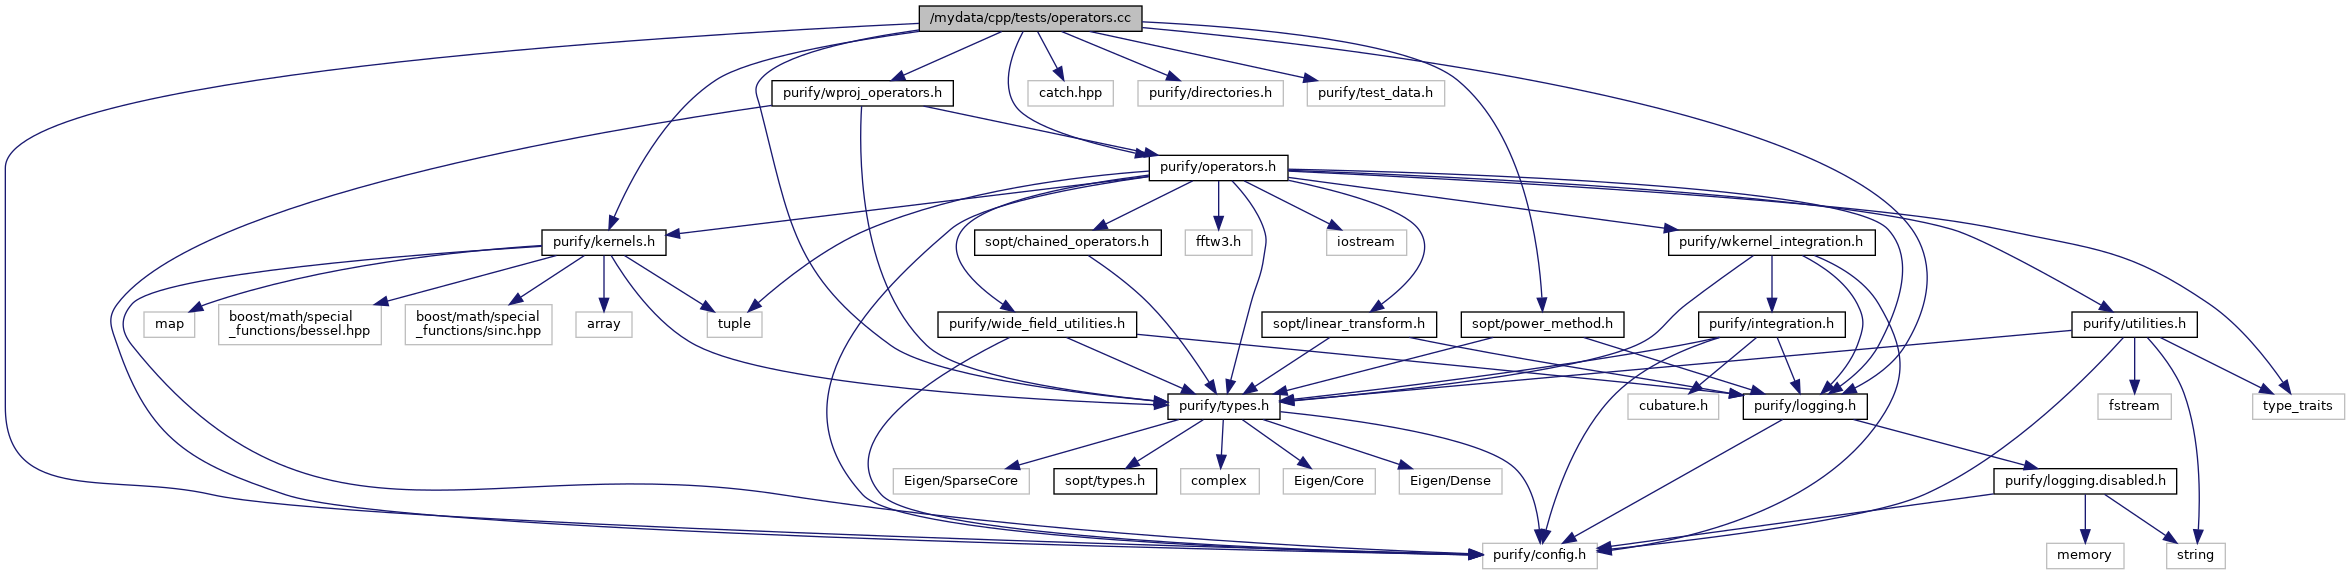 /mydata/cpp/tests/operators.cc
purify/wproj_operators.h
catch.hpp
purify/directories.h
purify/test_data.h
purify/operators.h
purify/kernels.h
sopt/chained_operators.h
fftw3.h
iostream
purify/wkernel_integration.h
map
boost/math/special
_functions/bessel.hpp
boost/math/special
_functions/sinc.hpp
array
tuple
purify/wide_field_utilities.h
sopt/linear_transform.h
sopt/power_method.h
purify/integration.h
purify/utilities.h
purify/types.h
cubature.h
purify/logging.h
fstream
type_traits
Eigen/SparseCore
sopt/types.h
complex
Eigen/Core
Eigen/Dense
purify/logging.disabled.h
purify/config.h
memory
string